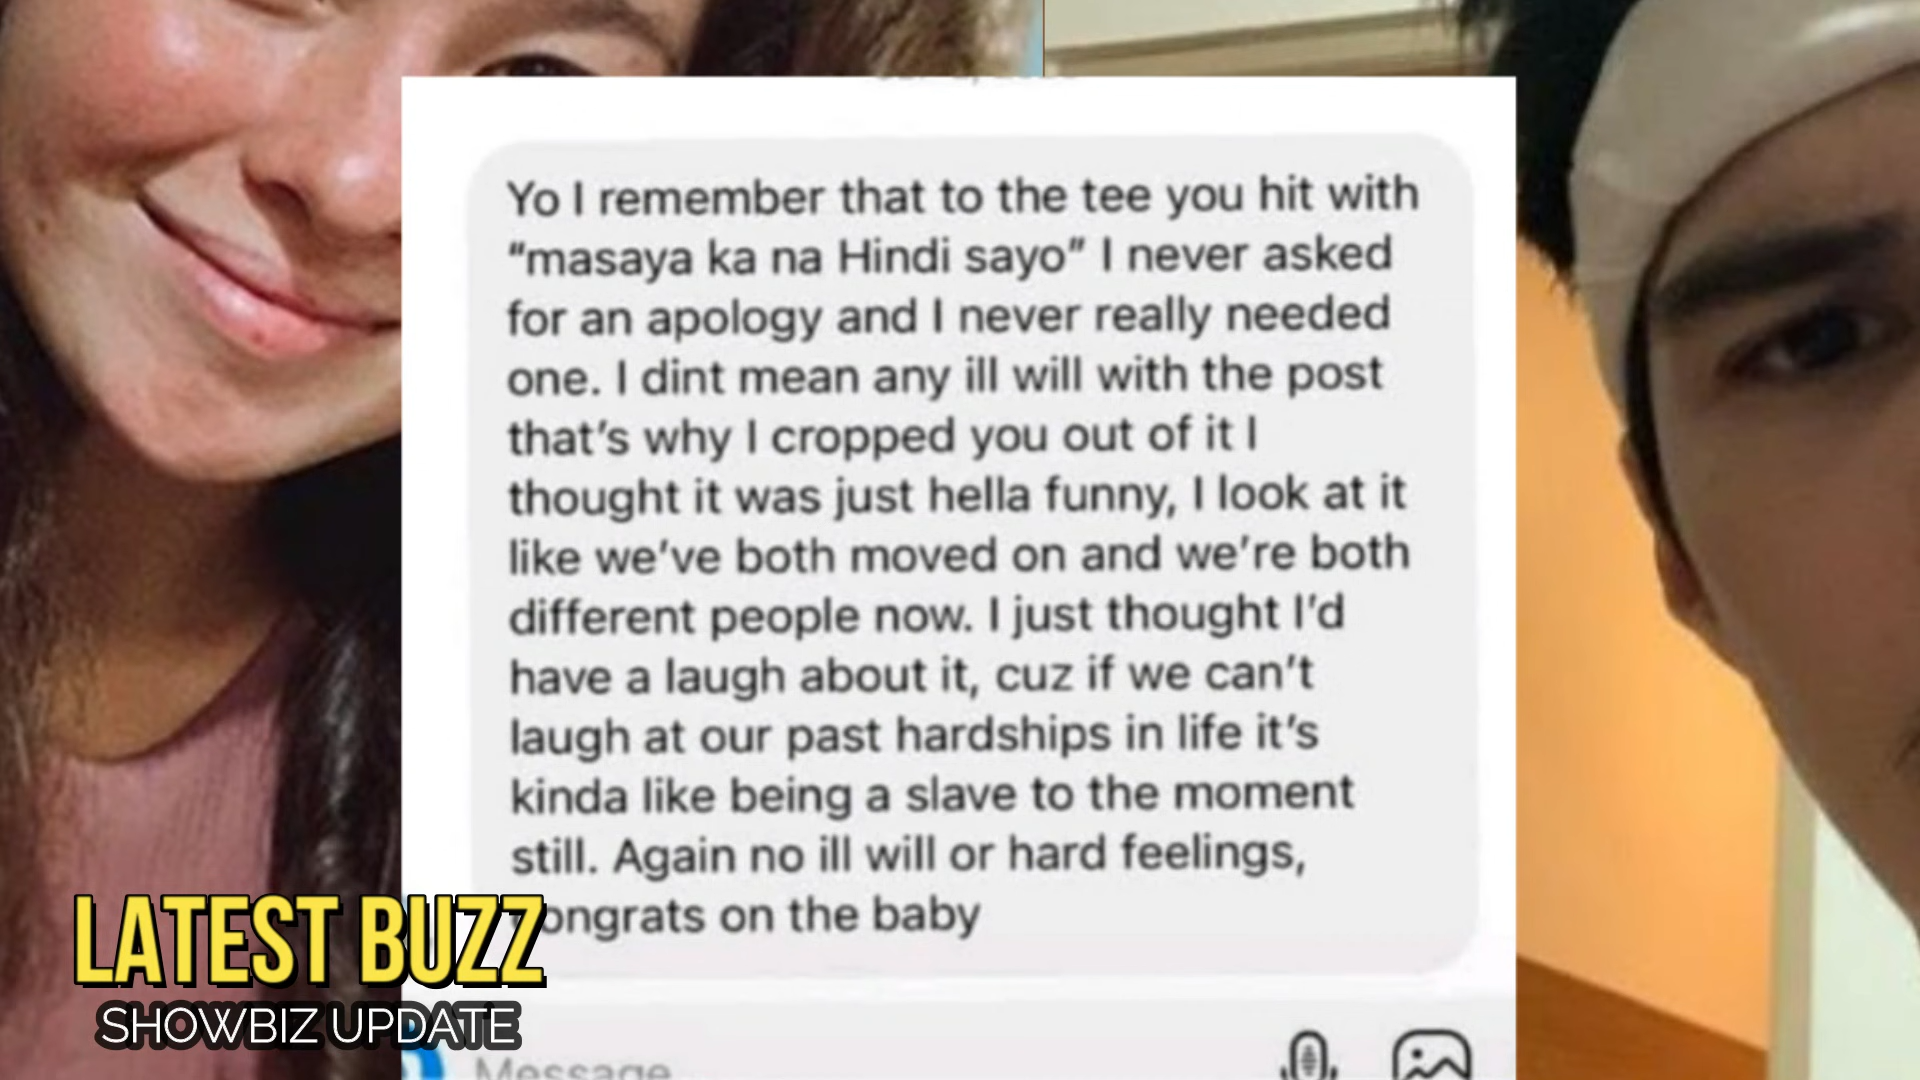 Yo I remember that to the tee you hit with
“masaya ka na Hindi sayo” I never asked
for an apology and I never really needed
one. I dint mean any ill will with the post
that’s why I cropped you out of it I
thought it was just hella funny, I look at it
like we’ve both moved on and we’re both
different people now. I just thought I’d
have a laugh about it, cuz if we can’t
laugh at our past hardships in life it’s
kinda like being a slave to the moment
still. Again no ill will or hard feelings,
congrats on the baby
LATEST BUZZ
SHOWBIZ UPDATE
Message